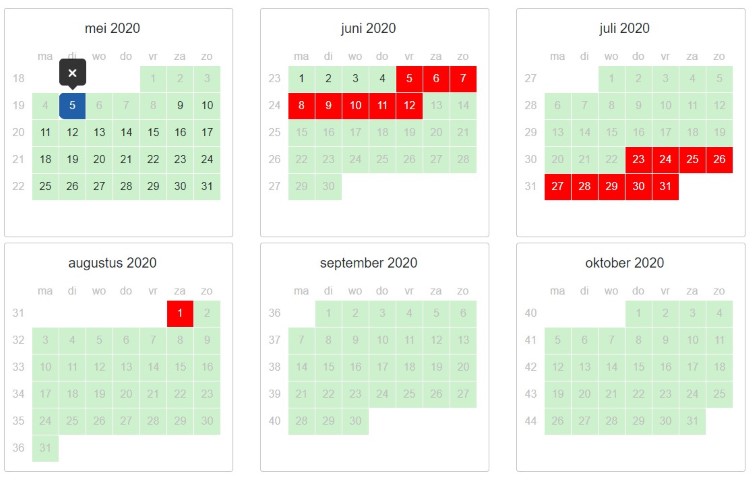 mei 2020
ma di wo do vr za zo
18 × 1 2 3
19 4 5 6 7 8 9 10
20 11 12 13 14 15 16 17
21 18 19 20 21 22 23 24
22 25 26 27 28 29 30 31
juni 2020
ma di wo do vr za zo
23 1 2 3 4 5 6 7
24 8 9 10 11 12 13 14
25 15 16 17 18 19 20 21
26 22 23 24 25 26 27 28
27 29 30
juli 2020
ma di wo do vr za zo
27 1 2 3 4 5
28 6 7 8 9 10 11 12
29 13 14 15 16 17 18 19
30 20 21 22 23 24 25 26
31 27 28 29 30 31
augustus 2020
ma di wo do vr za zo
31 1 2
32 3 4 5 6 7 8 9
33 10 11 12 13 14 15 16
34 17 18 19 20 21 22 23
35 24 25 26 27 28 29 30
36 31
september 2020
ma di wo do vr za zo
36 1 2 3 4 5 6
37 7 8 9 10 11 12 13
38 14 15 16 17 18 19 20
39 21 22 23 24 25 26 27
40 28 29 30
oktober 2020
ma di wo do vr za zo
40 1 2 3 4
41 5 6 7 8 9 10 11
42 12 13 14 15 16 17 18
43 19 20 21 22 23 24 25
44 26 27 28 29 30 31